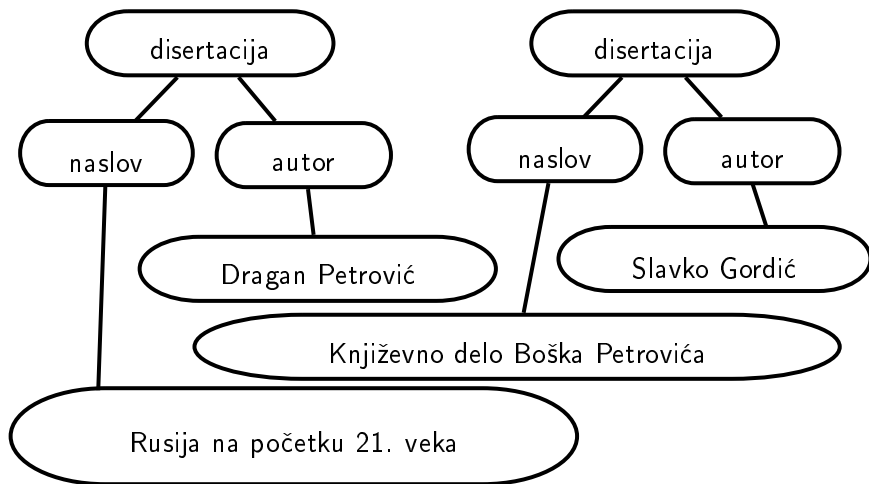 disertacija
disertacija
naslov
autor
naslov
autor
Dragan Petrović
Slavko Gordić
Književno delo Boška Petrovića
Rusija na početku 21. veka